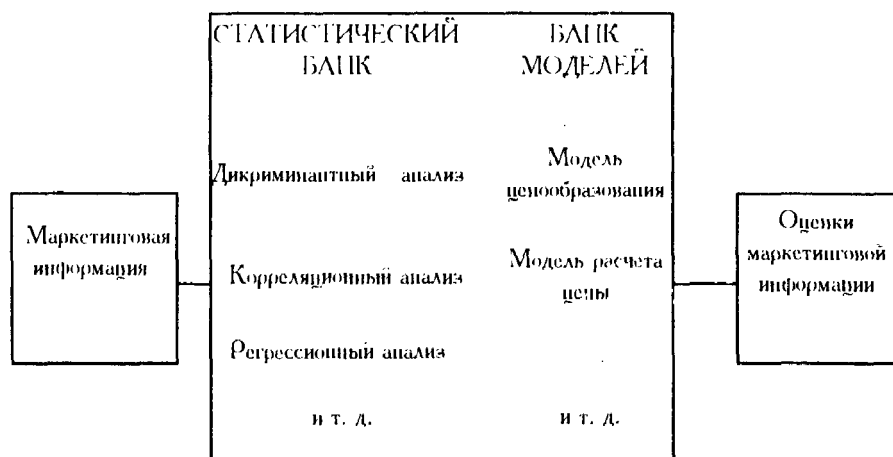 СТАТИСТИЧЕСКИЙ
БАНК
БАНК
МОДЕЛЕЙ
Дикриминантный анализ
Модель
ценообразования
Маркетинговая
информация
Корреляционный анализ
Модель расчета
цены
Оценки
маркетинговой
информации
Регрессионный анализ
и т. д.
и т. д.